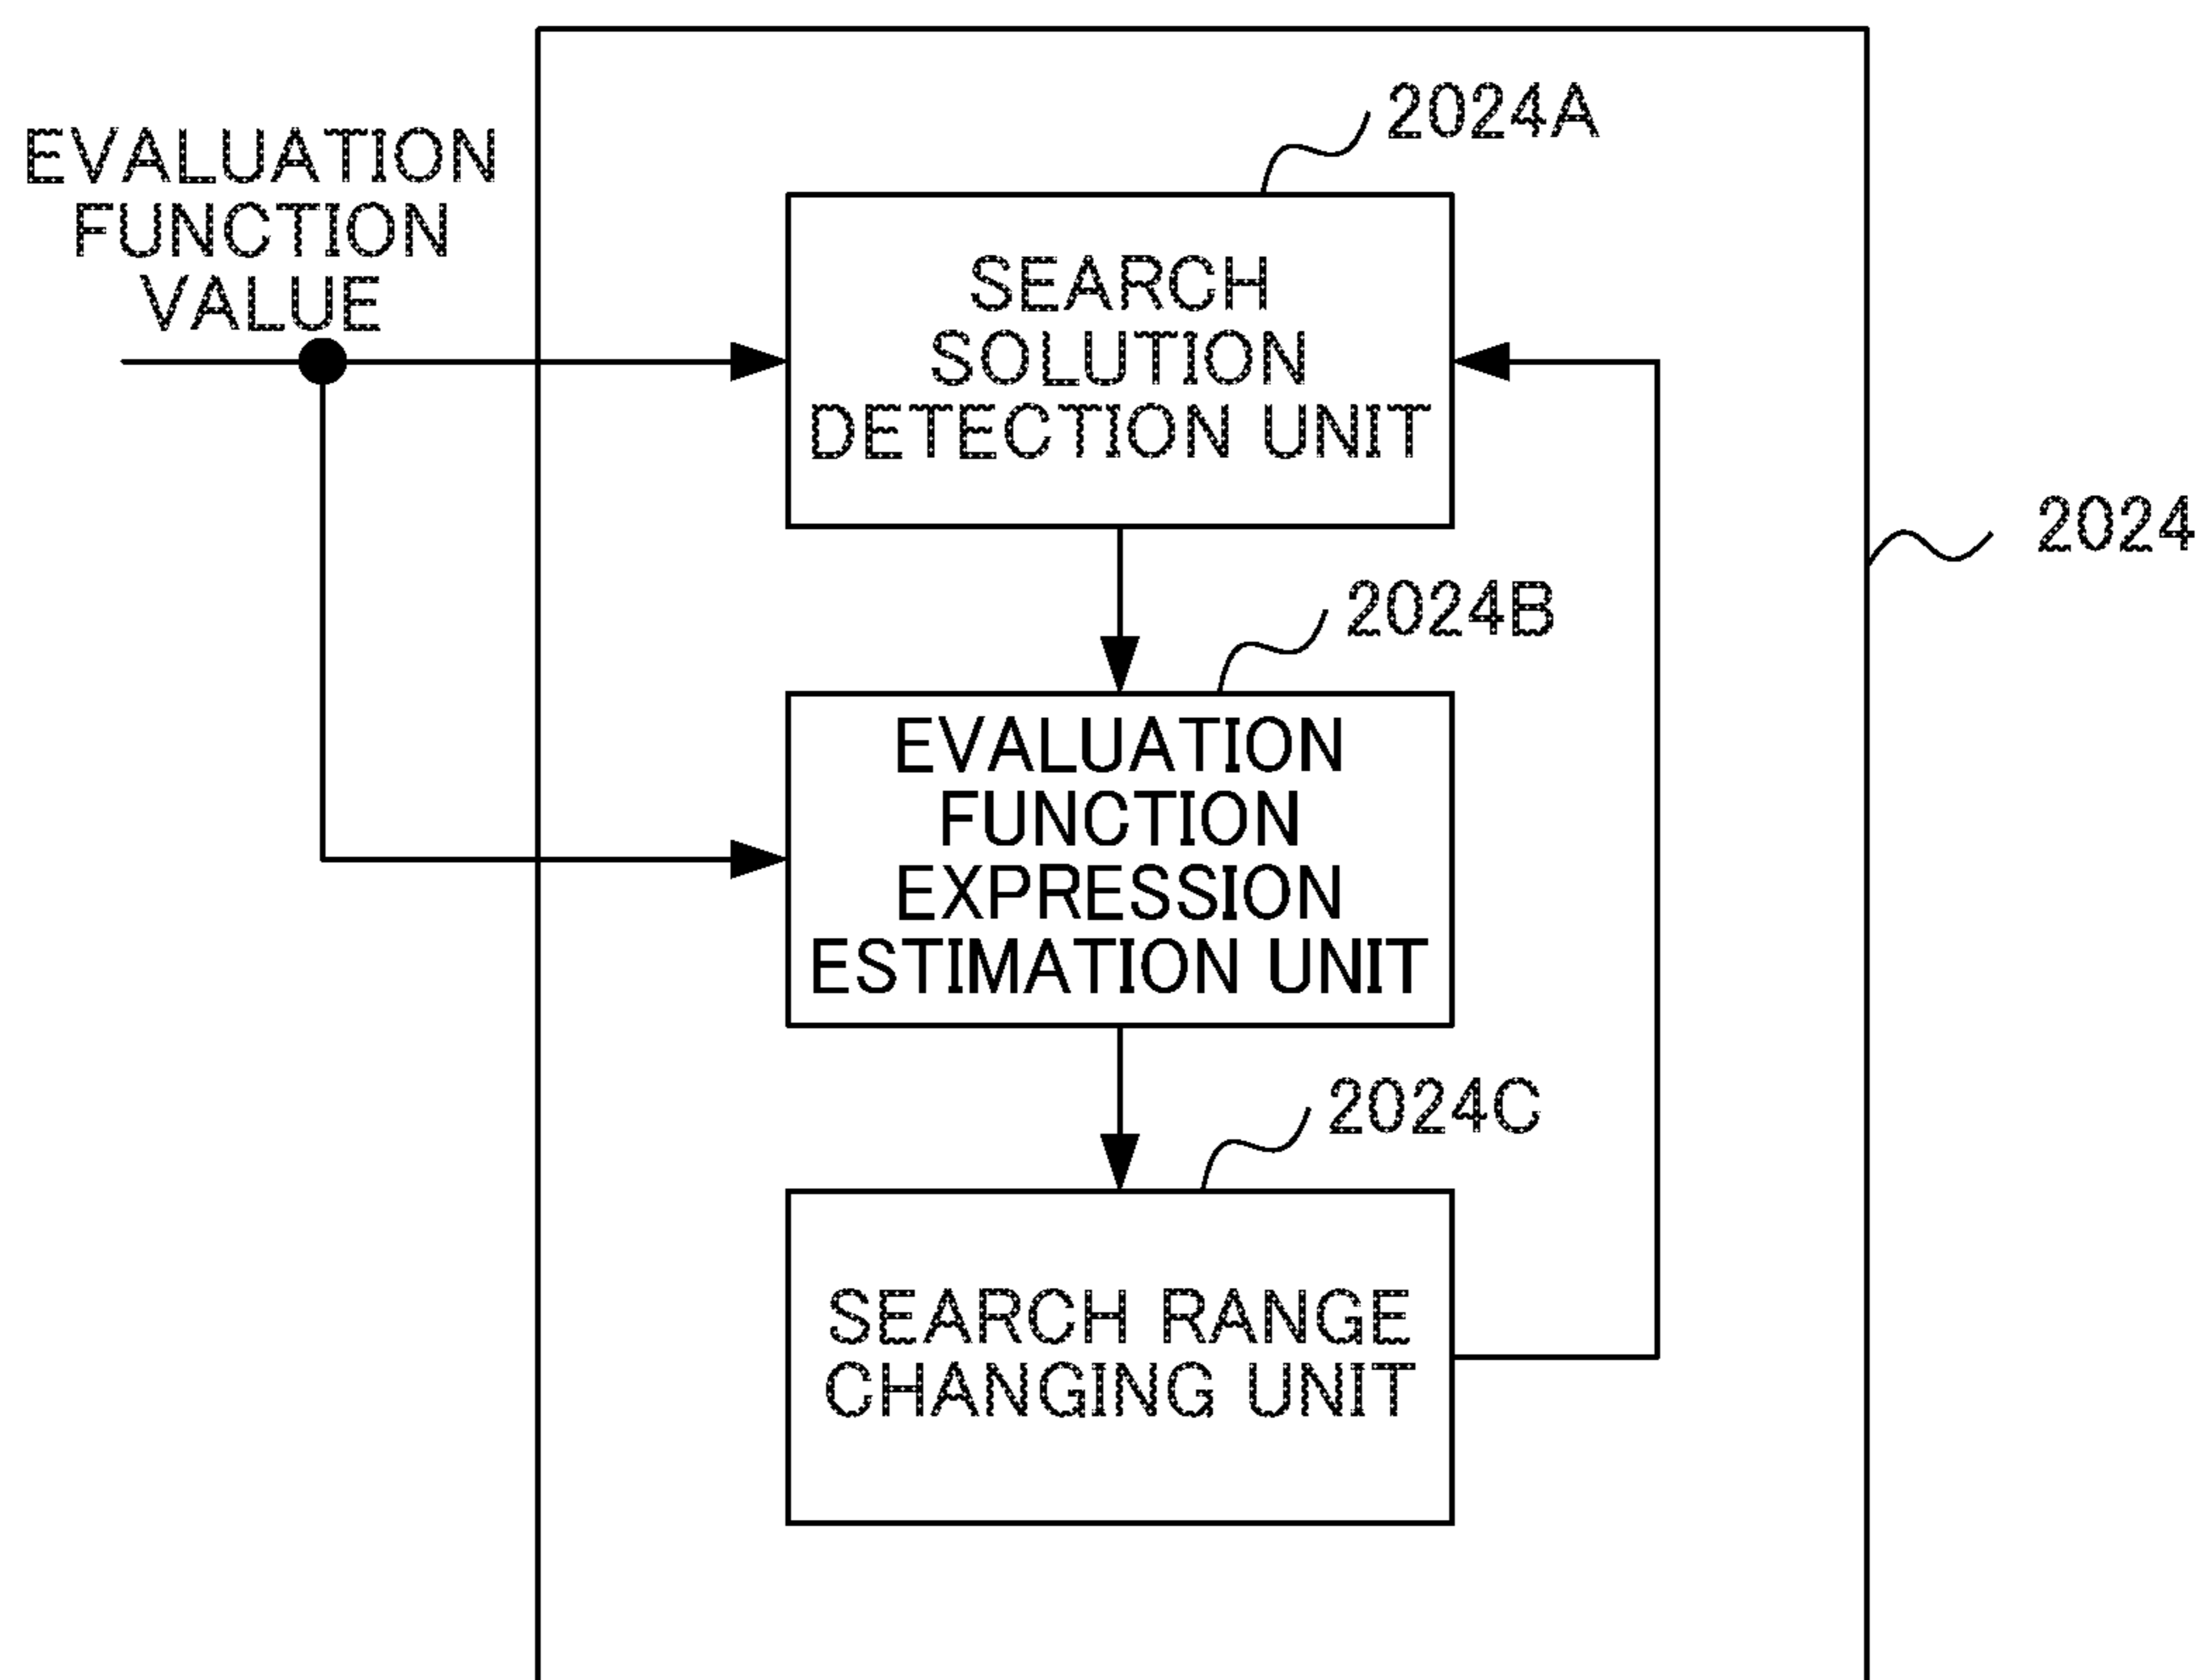 2024A
EVALUATION
FUNCTION
VALUE
SEARCH
SOLUTION
DETECTION UNIT
2024
2024B
EVALUATION
FUNCTION
EXPRESSION
ESTIMATION UNIT
2024C
SEARCH RANGE
CHANGING UNIT